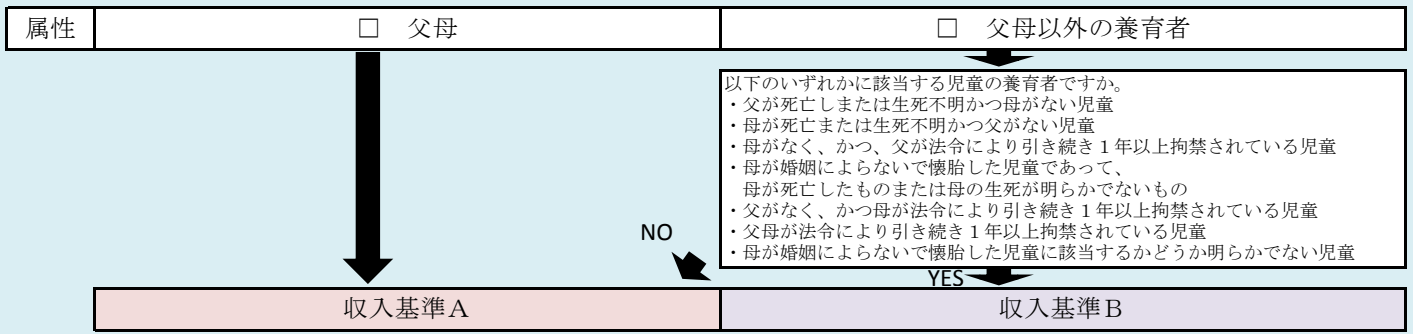 属性
□ 父母
□ 父母以外の養育者
以下のいずれかに該当する児童の養育者ですか。
・父が死亡しまたは生死不明かつ母がない児童
・母が死亡または生死不明かつ父がない児童
・母がなく、かつ、父が法令により引き続き１年以上拘禁されている児童
・母が婚姻によらないで懐胎した児童であって、
母が死亡したものまたは母の生死が明らかでないもの
・父がなく、かつ母が法令により引き続き１年以上拘禁されている児童
・父母が法令により引き続き１年以上拘禁されている児童
・母が婚姻によらないで懐胎した児童に該当するかどうか明らかでない児童
NO
YES
収入基準Ａ
収入基準Ｂ